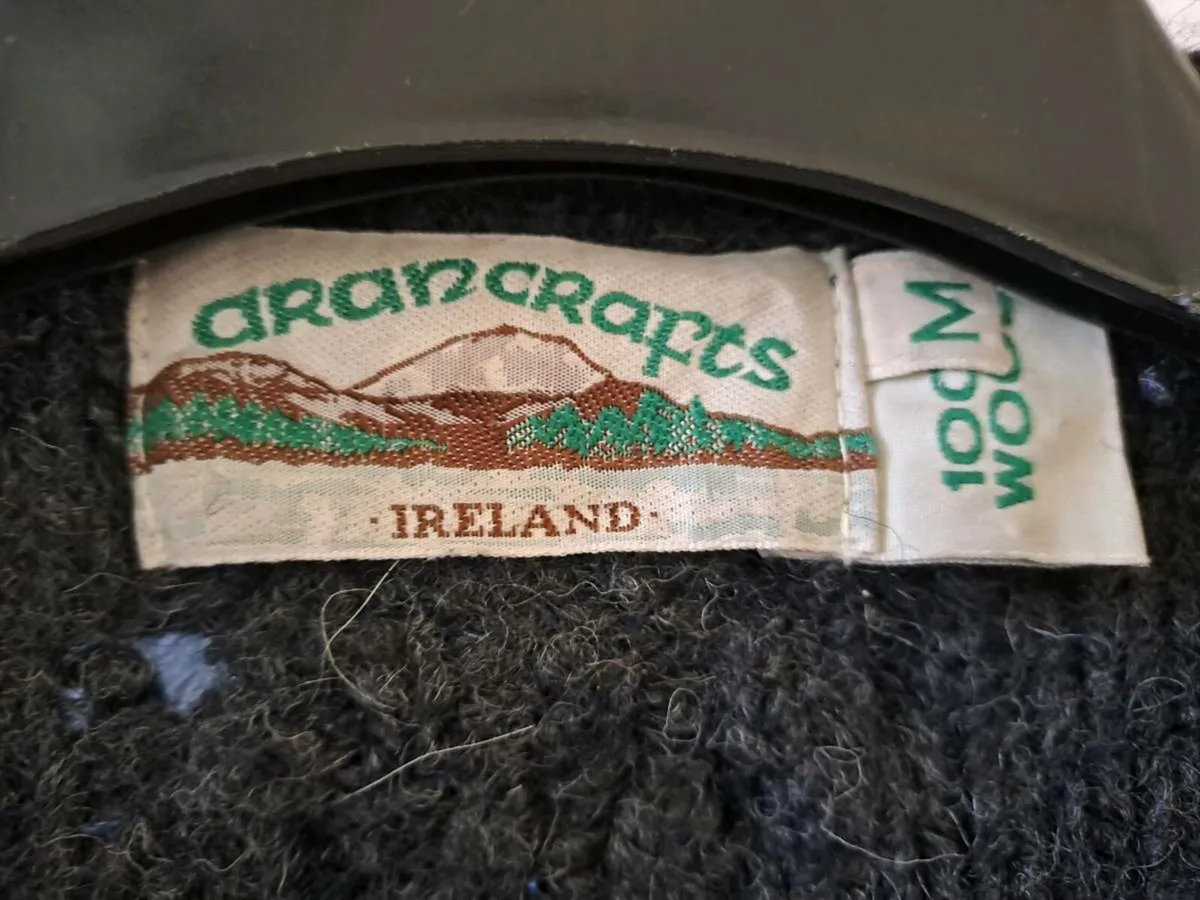 arancrafts
·IRELAND·
M
100
WOOL